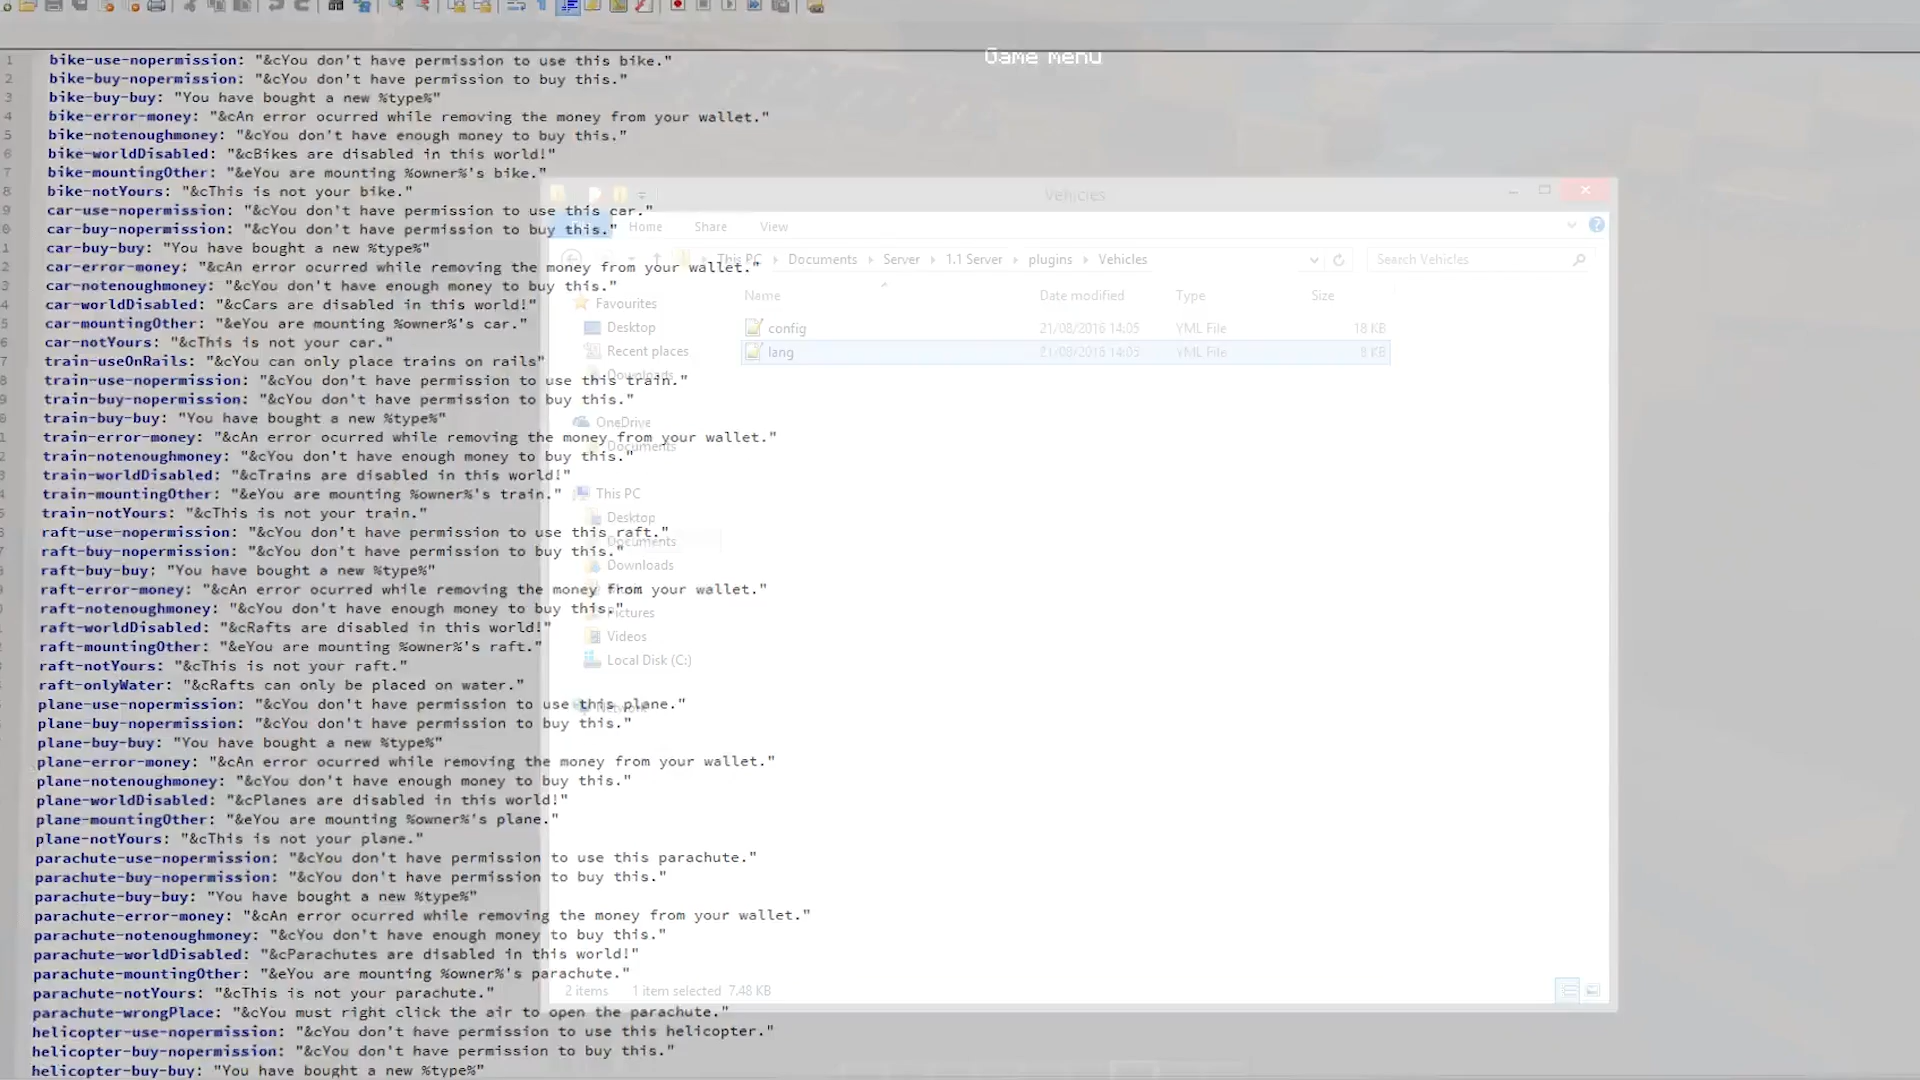 Game menu
bike-use-nopermission: "&cYou don't have permission to use this bike."
bike-buy-nopermission: "&cYou don't have permission to buy this."
bike-buy-buy: "You have bought a new %type%"
bike-error-money: "&cAn error ocurred while removing the money from your wallet."
bike-notenoughmoney: "&cYou don't have enough money to buy this."
bike-worldDisabled: "&cBikes are disabled in this world!"
bike-mountingOther: "&eYou are mounting %owner%'s bike."
bike-notYours: "&cThis is not your bike."
car-use-nopermission: "&cYou don't have permission to use this car."
car-buy-nopermission: "&cYou don't have permission to buy this."
car-buy-buy: "You have bought a new %type%"
car-error-money: "&cAn error ocurred while removing the money from your wallet."
car-notenoughmoney: "&cYou don't have enough money to buy this."
car-worldDisabled: "&cCars are disabled in this world!"
car-mountingOther: "&eYou are mounting %owner%'s car."
car-notYours: "&cThis is not your car."
train-useOnRails: "&cYou can only place trains on rails"
train-use-nopermission: "&cYou don't have permission to use this train."
train-buy-nopermission: "&cYou don't have permission to buy this."
train-buy-buy: "You have bought a new %type%"
train-error-money: "&cAn error ocurred while removing the money from your wallet."
train-notenoughmoney: "&cYou don't have enough money to buy this."
train-worldDisabled: "&cTrains are disabled in this world!"
train-mountingOther: "&eYou are mounting %owner%'s train."
train-notYours: "&cThis is not your train."
raft-use-nopermission: "&cYou don't have permission to use this raft."
raft-buy-nopermission: "&cYou don't have permission to buy this."
raft-buy-buy: "You have bought a new %type%"
raft-error-money: "&cAn error ocurred while removing the money from your wallet."
raft-notenoughmoney: "&cYou don't have enough money to buy this."
raft-worldDisabled: "&cRafts are disabled in this world!"
raft-mountingOther: "&eYou are mounting %owner%'s raft."
raft-notYours: "&cThis is not your raft."
raft-onlyWater: "&cRafts can only be placed on water."
plane-use-nopermission: "&cYou don't have permission to use this plane."
plane-buy-nopermission: "&cYou don't have permission to buy this."
plane-buy-buy: "You have bought a new %type%"
plane-error-money: "&cAn error ocurred while removing the money from your wallet."
plane-notenoughmoney: "&cYou don't have enough money to buy this."
plane-worldDisabled: "&cPlanes are disabled in this world!"
plane-mountingOther: "&eYou are mounting %owner%'s plane."
plane-notYours: "&cThis is not your plane."
parachute-use-nopermission: "&cYou don't have permission to use this parachute."
parachute-buy-nopermission: "&cYou don't have permission to buy this."
parachute-buy-buy: "You have bought a new %type%"
parachute-error-money: "&cAn error ocurred while removing the money from your wallet."
parachute-notenoughmoney: "&cYou don't have enough money to buy this."
parachute-worldDisabled: "&cParachutes are disabled in this world!"
parachute-mountingOther: "&eYou are mounting %owner%'s parachute."
parachute-notYours: "&cThis is not your parachute."
parachute-wrongPlace: "&cYou must right click the air to open the parachute."
helicopter-use-nopermission: "&cYou don't have permission to use this helicopter."
helicopter-buy-nopermission: "&cYou don't have permission to buy this."
helicopter-buy-buy: "You have bought a new %type%"
Vehicles
Home Share View
This PC Documents Server 1.1 Server plugins Vehicles
Search Vehicles
Name Date modified Type Size
config 21/08/2016 14:05 YML File 18 KB
lang 21/08/2016 14:05 YML File 8 KB
Favourites
Desktop
Recent places
Downloads
OneDrive
Documents
This PC
Desktop
Documents
Downloads
Pictures
Videos
Local Disk (C:)
Network
2 items 1 item selected 7.48 KB